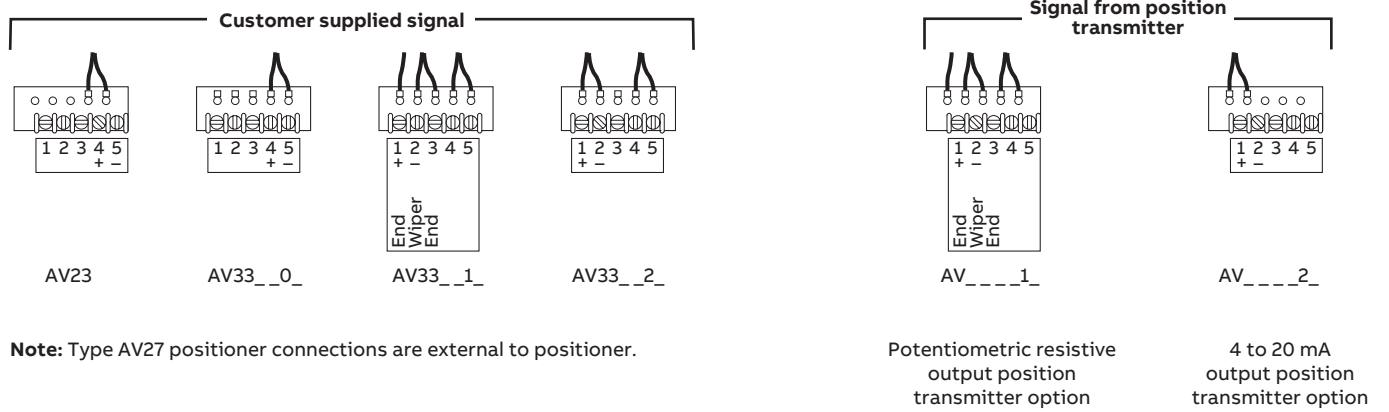 Customer supplied signal
1 2 3 4 5
+ –
AV23
1 2 3 4 5
+ –
AV33_ _0_
1 2 3 4 5
+ –
End
Wiper
End
AV33_ _1_
1 2 3 4 5
+ –
AV33_ _2_
Signal from position
transmitter
1 2 3 4 5
+ –
End
Wiper
End
AV_ _ _ _1_
1 2 3 4 5
+ –
AV_ _ _ _2_
Note: Type AV27 positioner connections are external to positioner.
Potentiometric resistive
output position
transmitter option
4 to 20 mA
output position
transmitter option